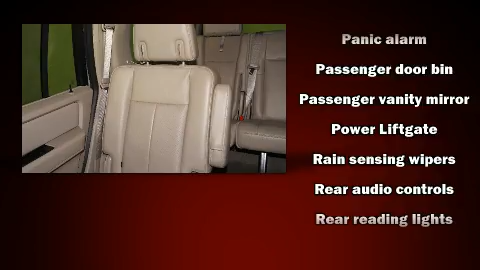 Panic alarm
Passenger door bin
Passenger vanity mirror
Power Liftgate
Rain sensing wipers
Rear audio controls
Rear reading lights